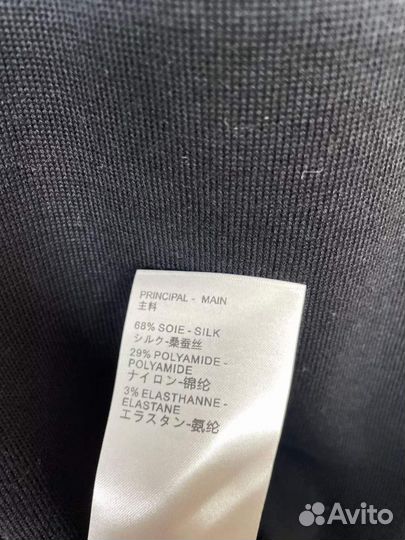 PRINCIPAL - MAIN
主料
68% SOIE - SILK
シルク-桑蚕丝
29% POLYAMIDE -
POLYAMIDE
ナイロン-锦纶
3% ELASTHANNE -
ELASTANE
エラスタン-氨纶
Avito